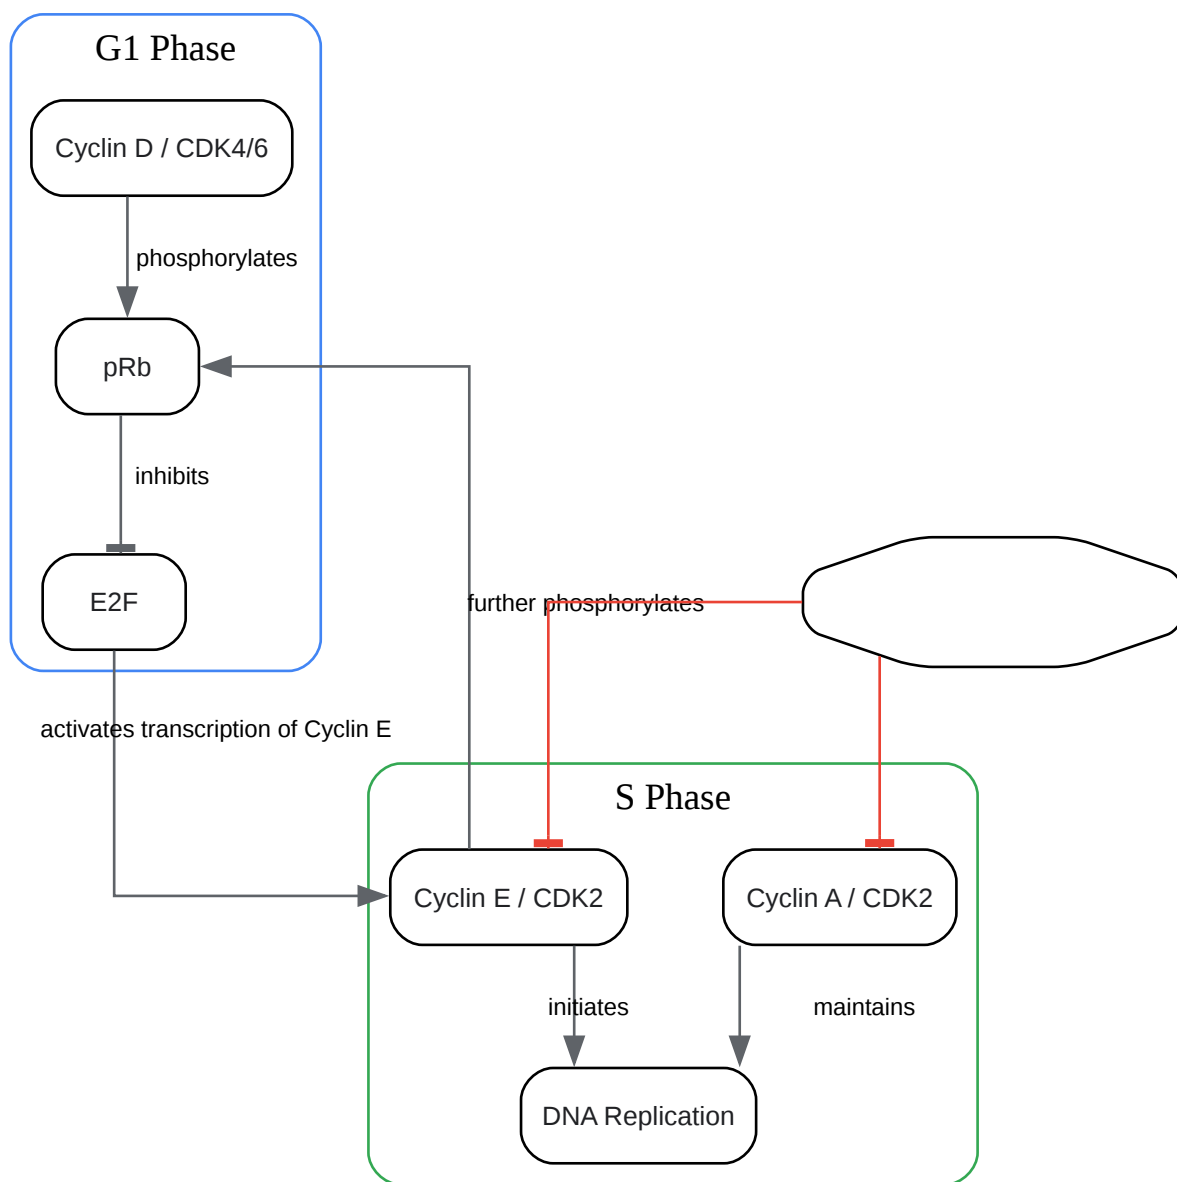 G1 Phase
Cyclin D / CDK4/6
phosphorylates
pRb
inhibits
E2F
further phosphorylates
activates transcription of Cyclin E
S Phase
Cyclin E / CDK2
Cyclin A / CDK2
initiates
maintains
DNA Replication